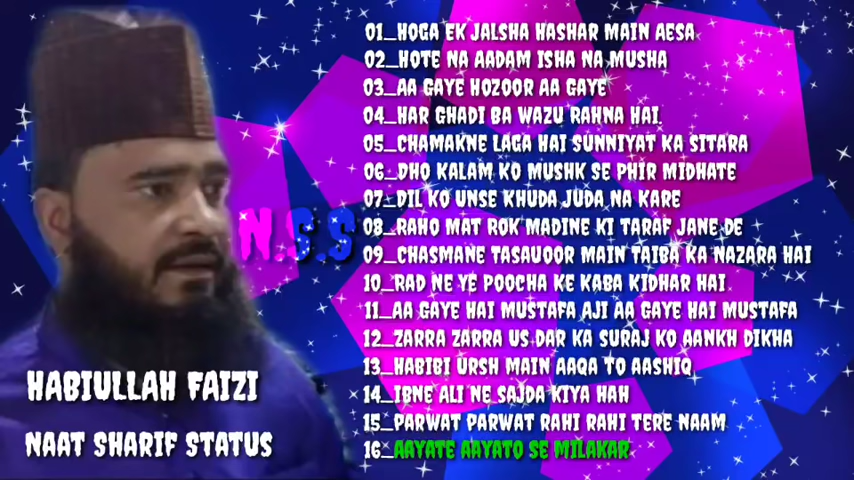 01_HOGA EK JALSHA HASHAR MAIN AESA
02_HOTE NA AADAM ISHA NA MUSHA
03_AA GAYE HOZOOR AA GAYE
04_HAR GHADI BA WAZU RAHNA HAI.
05_CHAMAKNE LAGA HAI SUNNIYAT KA SITARA
06_DHO KALAM KO MUSHK SE PHIR MIDHATE
07_DIL KO UNSE KHUDA JUDA NA KARE
08_RAHO MAT ROK MADINE KI TARAF JANE DE
09_CHASMANE TASAUOOR MAIN TAIBA KA NAZARA HAI
10_RAD NE YE POOCHA KE KABA KIDHAR HAI
11_AA GAYE HAI MUSTAFA AJI AA GAYE HAI MUSTAFA
12_ZARRA ZARRA US DAR KA SURAJ KO AANKH DIKHA
13_HABIBI URSH MAIN AAQA TO AASHIQ
14_IBNE ALI NE SAJDA KIYA HAH
15_PARWAT PARWAT RAHI RAHI TERE NAAM
16_AAYATE AAYATO SE MILAKAR
N.S.S
HABIULLAH FAIZI
NAAT SHARIF STATUS